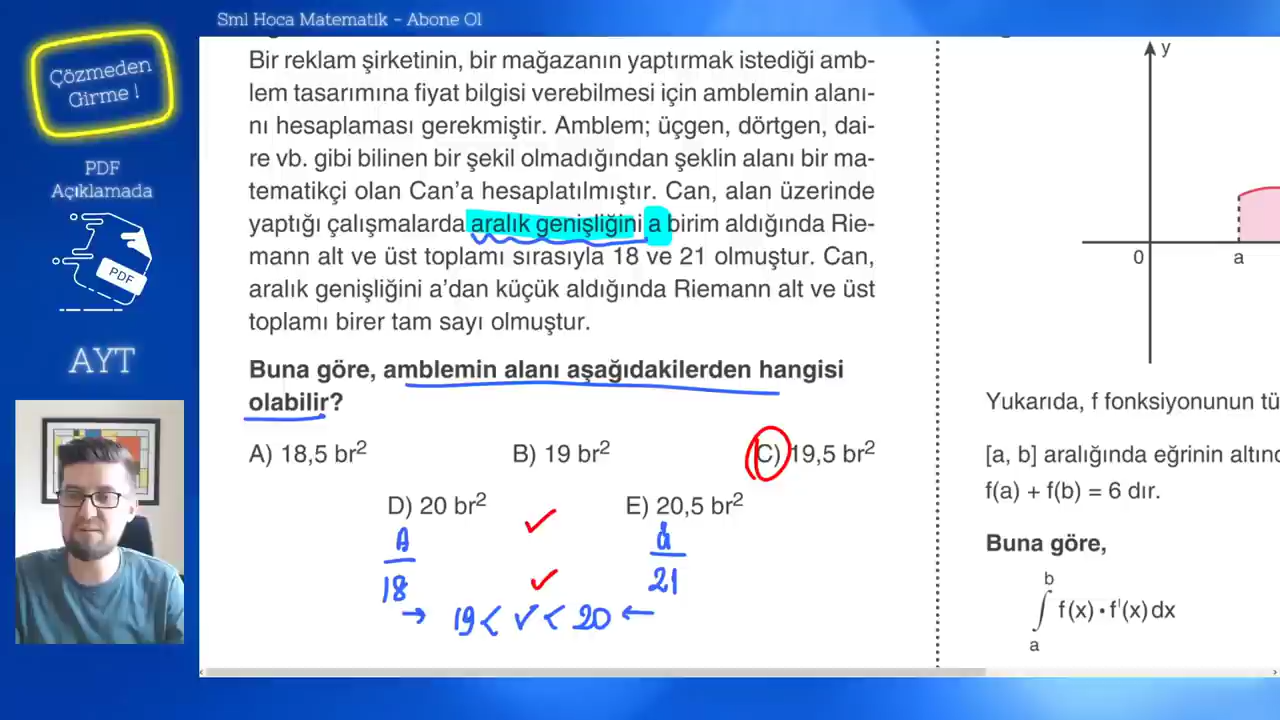 Sml Hoca Matematik - Abone Ol
Çözmeden
Girme !
PDF
Açıklamada
PDF
AYT
Bir reklam şirketinin, bir mağazanın yaptırmak istediği amb-
lem tasarımına fiyat bilgisi verebilmesi için amblemin alanı-
nı hesaplaması gerekmiştir. Amblem; üçgen, dörtgen, dai-
re vb. gibi bilinen bir şekil olmadığından şeklin alanı bir ma-
tematikçi olan Can'a hesaplatılmıştır. Can, alan üzerinde
yaptığı çalışmalarda aralık genişliğini a birim aldığında Rie-
mann alt ve üst toplamı sırasıyla 18 ve 21 olmuştur. Can,
aralık genişliğini a'dan küçük aldığında Riemann alt ve üst
toplamı birer tam sayı olmuştur.
Buna göre, amblemin alanı aşağıdakilerden hangisi
olabilir?
A) 18,5 br² B) 19 br² C) 19,5 br²
D) 20 br² E) 20,5 br²
A ü
18 21
→ 19 < ✓ < 20 ←
y
0 a
Yukarıda, f fonksiyonunun tü
[a, b] aralığında eğrinin altınd
f(a) + f(b) = 6 dır.
Buna göre,
b
∫ f(x) • f'(x) dx
a